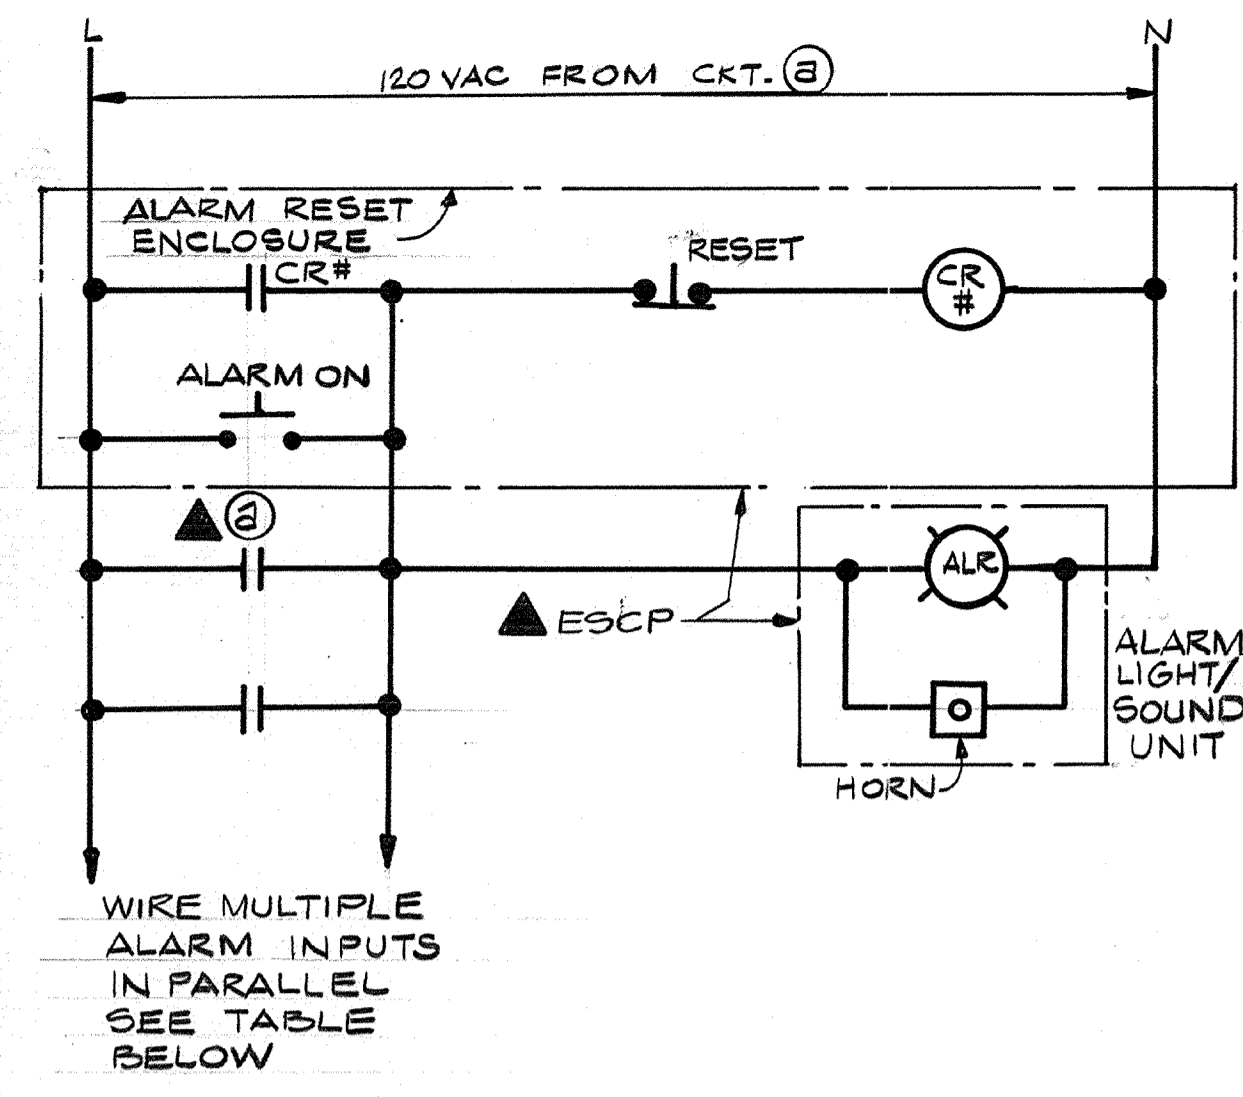 L
N
120 VAC FROM CKT. a
ALARM RESET
ENCLOSURE
CR#
RESET
CR
#
ALARM ON
a
ALR
ESCP
ALARM
LIGHT/
SOUND
UNIT
HORN
WIRE MULTIPLE
ALARM INPUTS
IN PARALLEL
SEE TABLE
BELOW